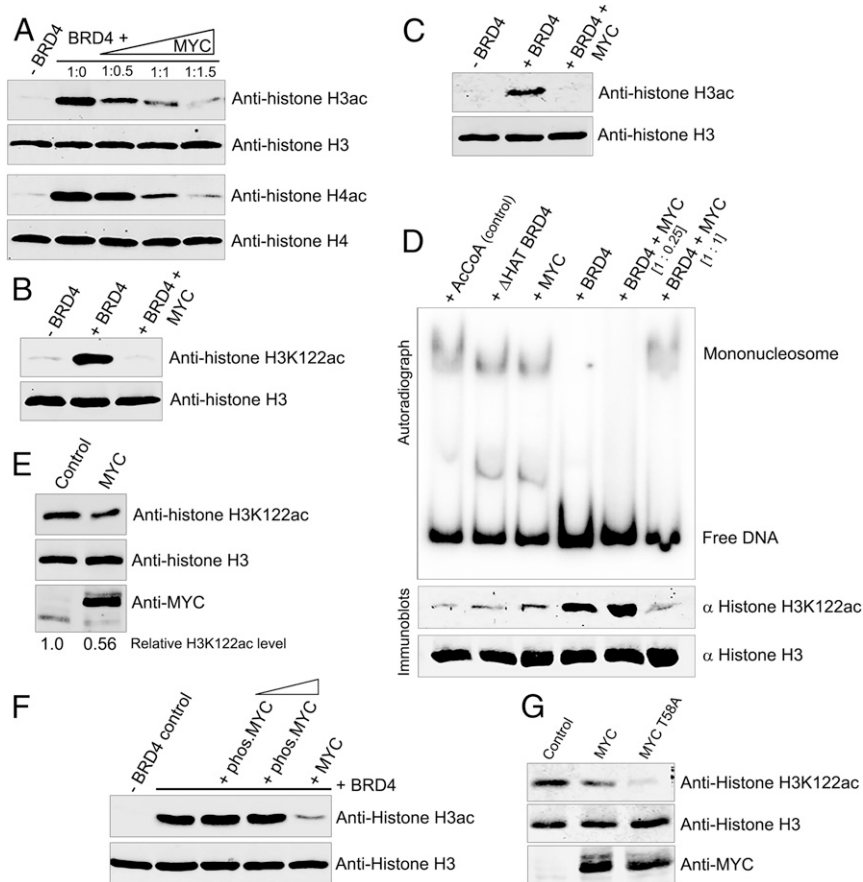 A
- BRD4
BRD4 +
MYC
1:0 1:0.5 1:1 1:1.5
Anti-histone H3ac
Anti-histone H3
Anti-histone H4ac
Anti-histone H4
B
- BRD4
+ BRD4
+ BRD4 +
MYC
Anti-histone H3K122ac
Anti-histone H3
C
- BRD4
+ BRD4
+ BRD4 +
MYC
Anti-histone H3ac
Anti-histone H3
D
+ AcCoA (control)
+ ΔHAT BRD4
+ MYC
+ BRD4
+ BRD4 + MYC
[1 : 0.25]
+ BRD4 + MYC
[1 : 1]
Autoradiograph
Mononucleosome
Free DNA
Immunoblots
α Histone H3K122ac
α Histone H3
E
Control
MYC
Anti-histone H3K122ac
Anti-histone H3
Anti-MYC
1.0 0.56 Relative H3K122ac level
F
- BRD4 control
+ phos.MYC
+ phos.MYC
+ MYC
+ BRD4
Anti-Histone H3ac
Anti-Histone H3
G
Control
MYC
MYC T58A
Anti-Histone H3K122ac
Anti-Histone H3
Anti-MYC